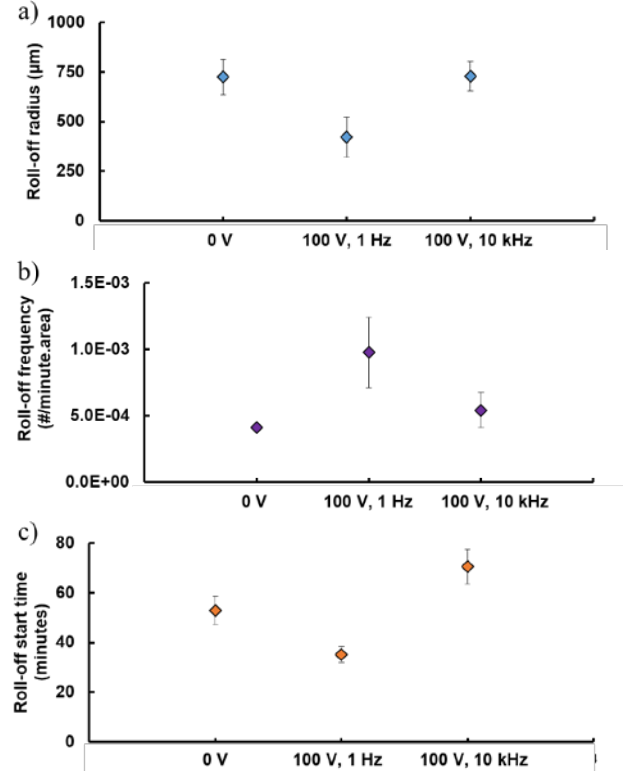 a)
Roll-off radius (µm)
1000
750
500
250
0
0 V 100 V, 1 Hz 100 V, 10 kHz
b)
Roll-off frequency
(#/minute.area)
1.5E-03
1.0E-03
5.0E-04
0.0E+00
0 V 100 V, 1 Hz 100 V, 10 kHz
c)
Roll-off start time
(minutes)
80
60
40
20
0
0 V 100 V, 1 Hz 100 V, 10 kHz